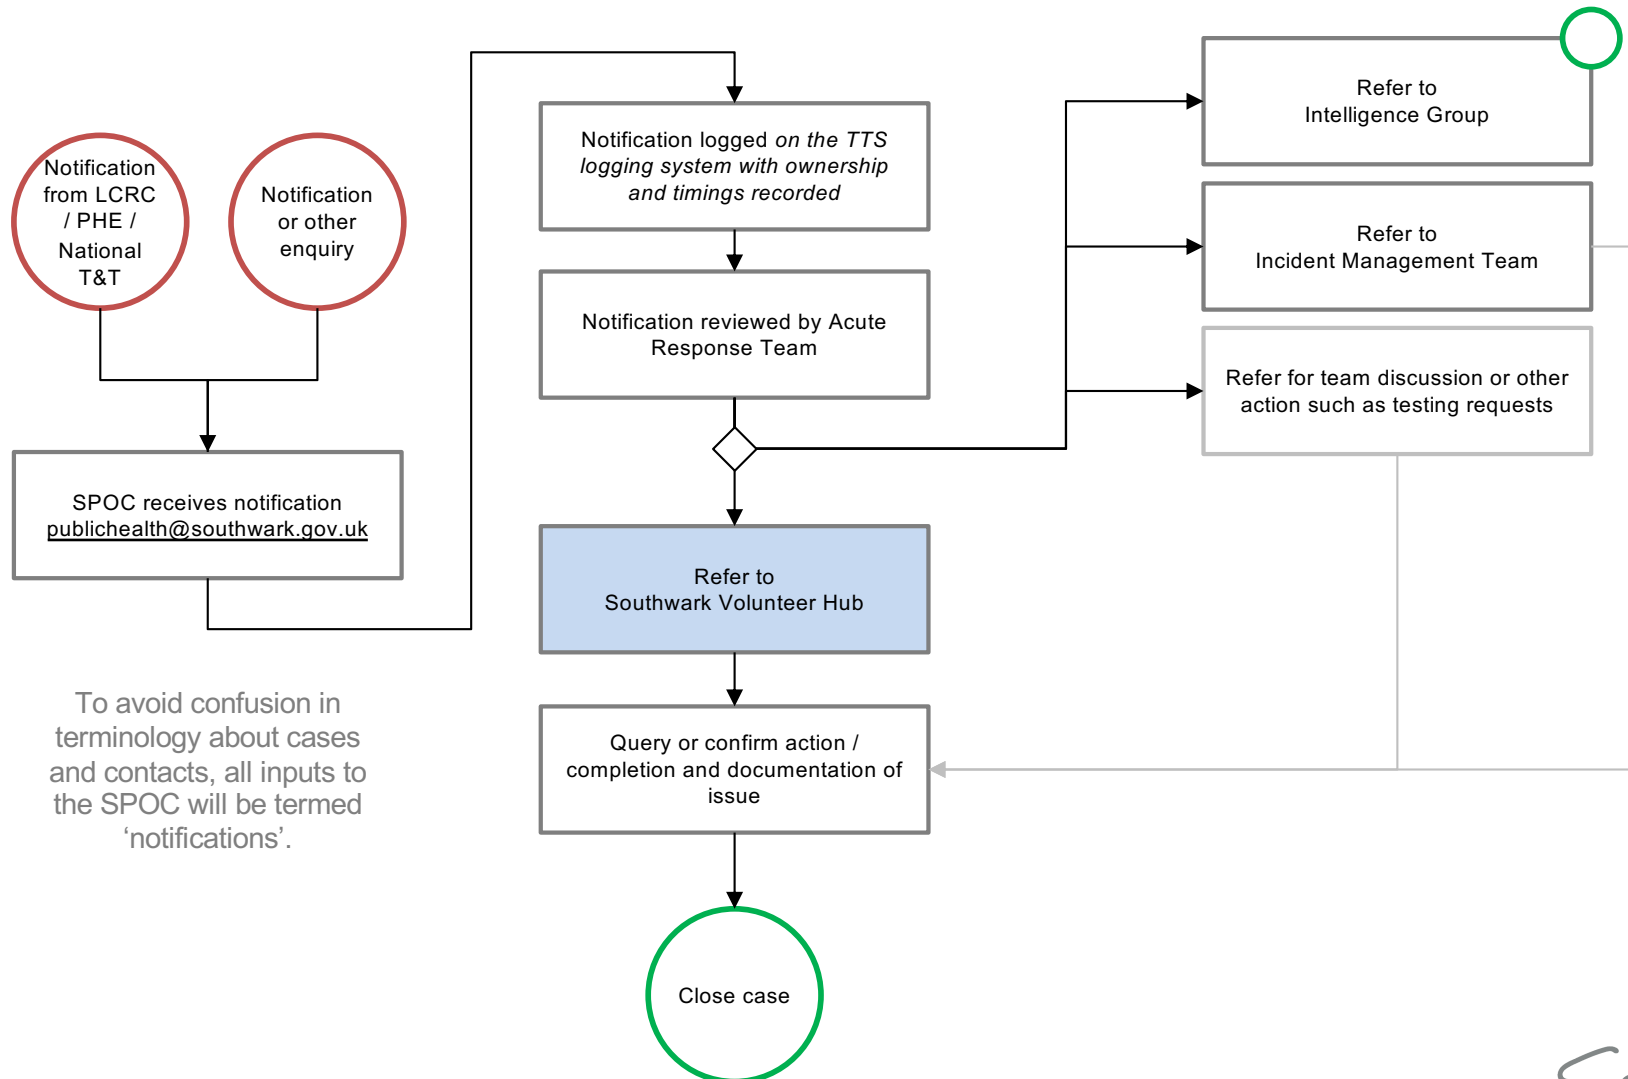 Notification
from LCRC
/ PHE /
National
T&T
Notification
or other
enquiry
SPOC receives notification
publichealth@southwark.gov.uk
To avoid confusion in
terminology about cases
and contacts, all inputs to
the SPOC will be termed
‘notifications’.
Notification logged on the TTS
logging system with ownership
and timings recorded
Notification reviewed by Acute
Response Team
Refer to
Southwark Volunteer Hub
Query or confirm action /
completion and documentation of
issue
Close case
Refer to
Intelligence Group
Refer to
Incident Management Team
Refer for team discussion or other
action such as testing requests